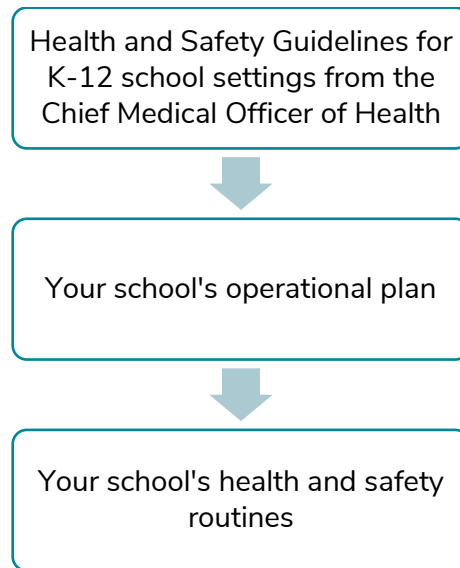 Health and Safety Guidelines for
K-12 school settings from the
Chief Medical Officer of Health
Your school's operational plan
Your school's health and safety
routines